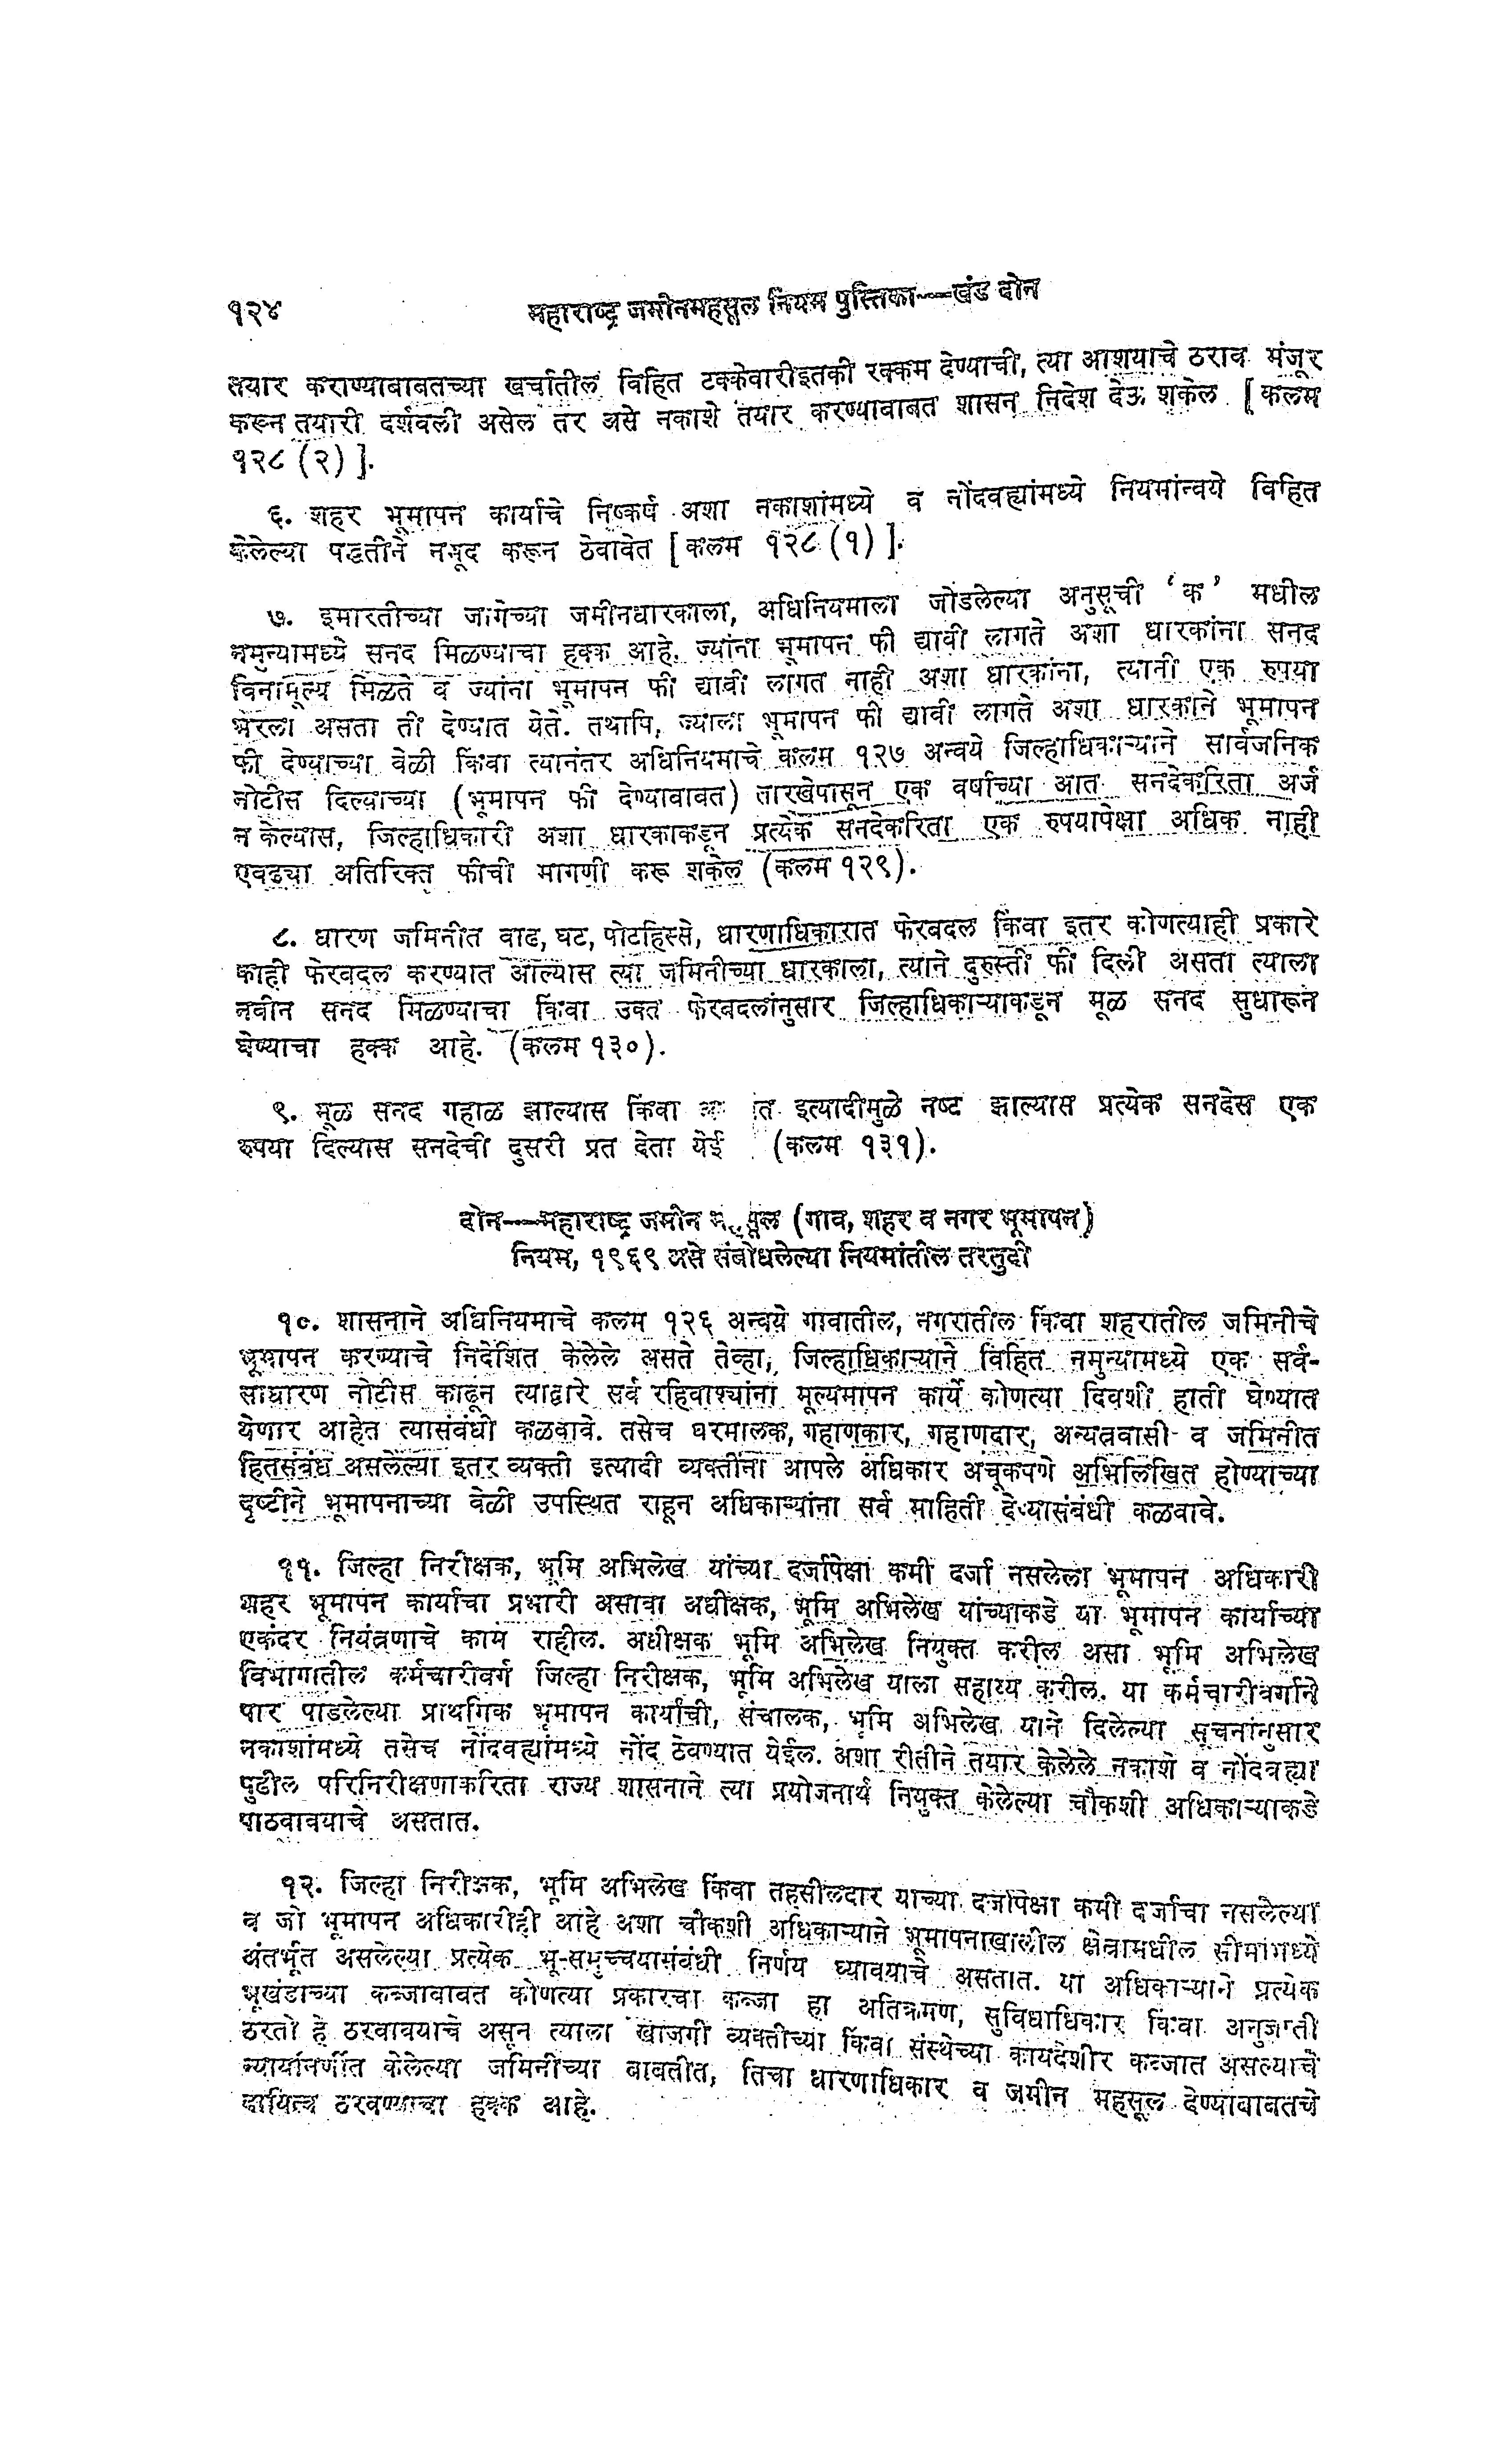 १२४ महाराष्ट्र जमीनमहसूल नियम पुस्तिका—खंड दोन
तयार कराण्याबाबतच्या खर्चातील विहित टक्केवारीइतकी रक्कम देण्याची, त्या आशयाचे ठराव मंजूर
करून तयारी दर्शवली असेल तर असे नकाशे तयार करण्याबाबत शासन निदेश देऊ शकेल [ कलम
१२८ (२) ].
६. शहर भूमापन कार्याचे निष्कर्ष अशा नकाशांमध्ये व नोंदवह्यांमध्ये नियमांन्वये विहित
केलेल्या पद्धतीने नमूद करून ठेवावेत [ कलम १२८ (१) ].
७. इमारतीच्या जागेच्या जमीनधारकाला, अधिनियमाला जोडलेल्या अनुसूची ‘ क ’ मधील
नमुन्यामध्ये सनद मिळण्याचा हक्क आहे. ज्यांना भूमापन फी द्यावी लागते अशा धारकांना सनद
विनामूल्य मिळते व ज्यांना भूमापन फी द्यावी लागत नाही अशा धारकांना, त्यानी एक रुपया
भरला असता ती देण्यात येते. तथापि, ज्याला भूमापन फी द्यावी लागते अशा धारकाने भूमापन
फी देण्याच्या वेळी किंवा त्यानंतर अधिनियमाचे कलम १२७ अन्वये जिल्हाधिकाऱ्याने सार्वजनिक
नोटीस दिल्याच्या (भूमापन फी देण्याबाबत) तारखेपासून एक वर्षाच्या आत सनदेकरिता अर्ज
न केल्यास, जिल्हाधिकारी अशा धारकाकडून प्रत्येक सनदेकरिता एक रुपयापेक्षा अधिक नाही
एवढ्या अतिरिक्त फीची मागणी करू शकेल (कलम १२९).
८. धारण जमिनीत वाढ, घट, पोटहिस्से, धारणाधिकारात फेरबदल किंवा इतर कोणत्याही प्रकारे
काही फेरबदल करण्यात आल्यास त्या जमिनीच्या धारकाला, त्याने दुरुस्ती फी दिली असता त्याला
नवीन सनद मिळण्याचा किंवा उक्त फेरबदलांनुसार जिल्हाधिकाऱ्याकडून मूळ सनद सुधारून
घेण्याचा हक्क आहे. (कलम १३०).
९. मूळ सनद गहाळ झाल्यास किंवा इत्यादीमुळे नष्ट झाल्यास प्रत्येक सनदेस एक
रुपया दिल्यास सनदेची दुसरी प्रत देता येई (कलम १३१).
दोन—महाराष्ट्र जमीन (गाव, शहर व नगर भूमापन)
नियम, १९६९ असे संबोधलेल्या नियमांतील तरतुदी
१०. शासनाने अधिनियमाचे कलम १२६ अन्वये गावातील, नगरातील किंवा शहरातील जमिनीचे
भूमापन करण्याचे निदेशित केलेले असते तेव्हा, जिल्हाधिकाऱ्याने विहित नमुन्यामध्ये एक सर्व-
साधारण नोटीस काढून त्याद्वारे सर्व रहिवाश्यांना मूल्यमापन कार्ये कोणत्या दिवशी हाती घेण्यात
येणार आहेत त्यासंबंधी कळवावे. तसेच घरमालक, गहाणकार, गहाणदार, अन्यत्रवासी व जमिनीत
हितसंबंध असलेल्या इतर व्यक्ती इत्यादी व्यक्तींना आपले अधिकार अचूकपणे अभिलिखित होण्याच्या
दृष्टीने भूमापनाच्या वेळी उपस्थित राहून अधिकाऱ्यांना सर्व माहिती देण्यासंबंधी कळवावे.
११. जिल्हा निरीक्षक, भूमि अभिलेख यांच्या दर्जापेक्षा कमी दर्जा नसलेला भूमापन अधिकारी
शहर भूमापन कार्याचा प्रभारी असावा अधीक्षक, भूमि अभिलेख यांच्याकडे या भूमापन कार्याच्या
एकंदर नियंत्रणाचे काम राहील. अधीक्षक भूमि अभिलेख नियुक्त करील असा भूमि अभिलेख
विभागातील कर्मचारीवर्ग जिल्हा निरीक्षक, भूमि अभिलेख याला सहाय्य करील. या कर्मचारीवर्गाने
पार पाडलेल्या प्राथमिक भूमापन कार्यांची, संचालक, भूमि अभिलेख याने दिलेल्या सूचनांनुसार
नकाशांमध्ये तसेच नोंदवह्यांमध्ये नोंद ठेवण्यात येईल. अशा रीतीने तयार केलेले नकाशे व नोंदवह्या
पुढील परिनिरीक्षणाकरिता राज्य शासनाने त्या प्रयोजनार्थ नियुक्त केलेल्या चौकशी अधिकाऱ्याकडे
पाठवावयाचे असतात.
१२. जिल्हा निरीक्षक, भूमि अभिलेख किंवा तहसीलदार याच्या दर्जापेक्षा कमी दर्जाचा नसलेल्या
व जो भूमापन अधिकारीही आहे अशा चौकशी अधिकाऱ्याने भूमापनाखालील क्षेत्रामधील सीमांमध्ये
अंतर्भूत असलेल्या प्रत्येक भू-समुच्चयासंबंधी निर्णय घ्यावयाचे असतात. या अधिकाऱ्याने प्रत्येक
भूखंडाच्या कब्जाबाबत कोणत्या प्रकारचा कब्जा हा अतिक्रमण, सुविधाधिकार किंवा अनुज्ञप्ती
ठरतो हे ठरवावयाचे असून त्याला खाजगी व्यक्तीच्या किंवा संस्थेच्या कायदेशीर कब्जात असल्याचे
न्यायनिर्णीत केलेल्या जमिनीच्या बाबतीत, तिचा धारणाधिकार व जमीन महसूल देण्याबाबतचे
दायित्व ठरवण्याचा हक्क आहे.